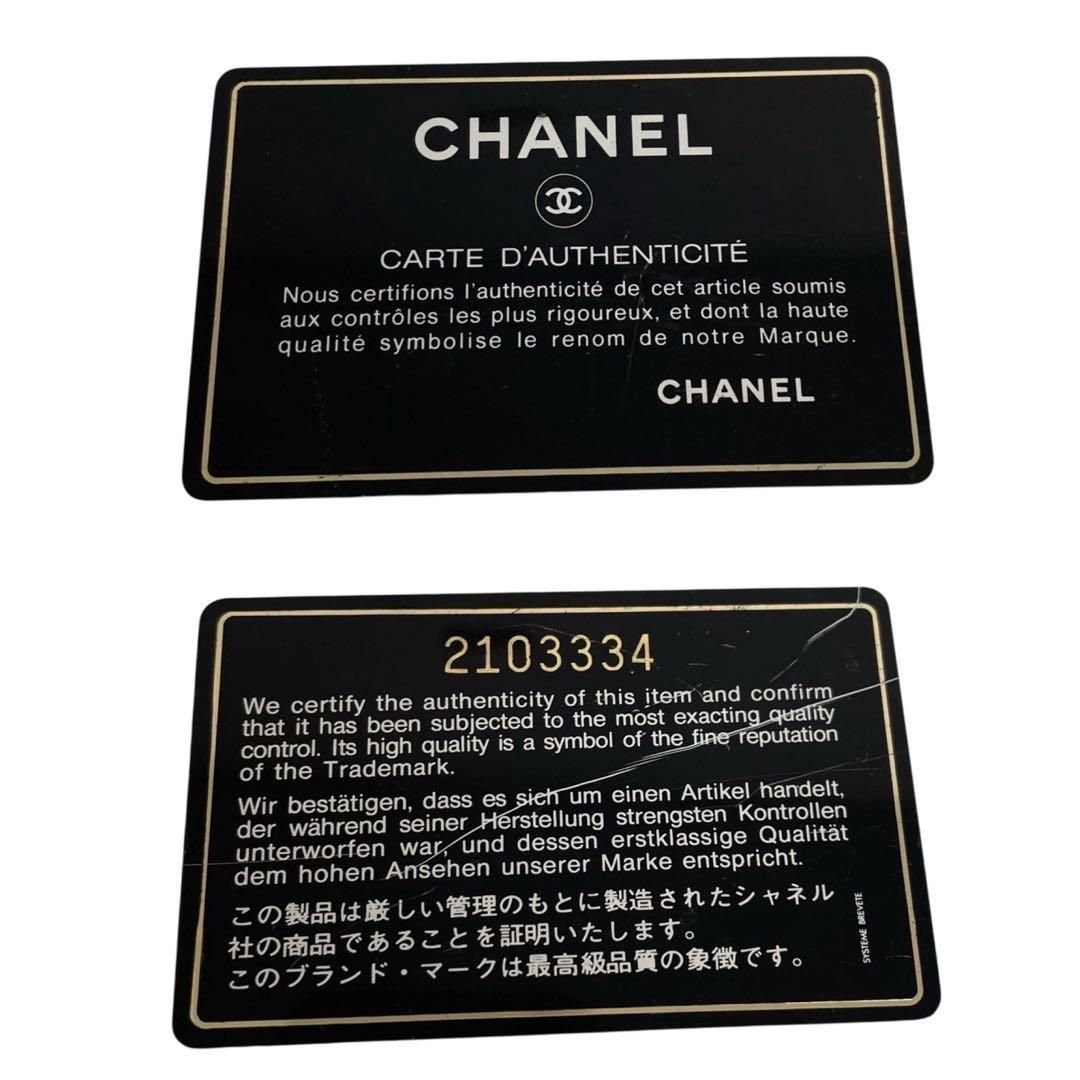 CHANEL
CARTE D'AUTHENTICITÉ
Nous certifions l'authenticité de cet article soumis
aux contrôles les plus rigoureux, et dont la haute
qualité symbolise le renom de notre Marque.
CHANEL
2103334
We certify the authenticity of this item and confirm
that it has been subjected to the most exacting quality
control. Its high quality is a symbol of the fine reputation
of the Trademark.
Wir bestätigen, dass es sich um einen Artikel handelt,
der während seiner Herstellung strengsten Kontrollen
unterworfen war, und dessen erstklassige Qualität
dem hohen Ansehen unserer Marke entspricht.
この製品は厳しい管理のもとに製造されたシャネル
社の商品であることを証明いたします。
このブランド・マークは最高級品質の象徴です。
SYSTEME BREVETE